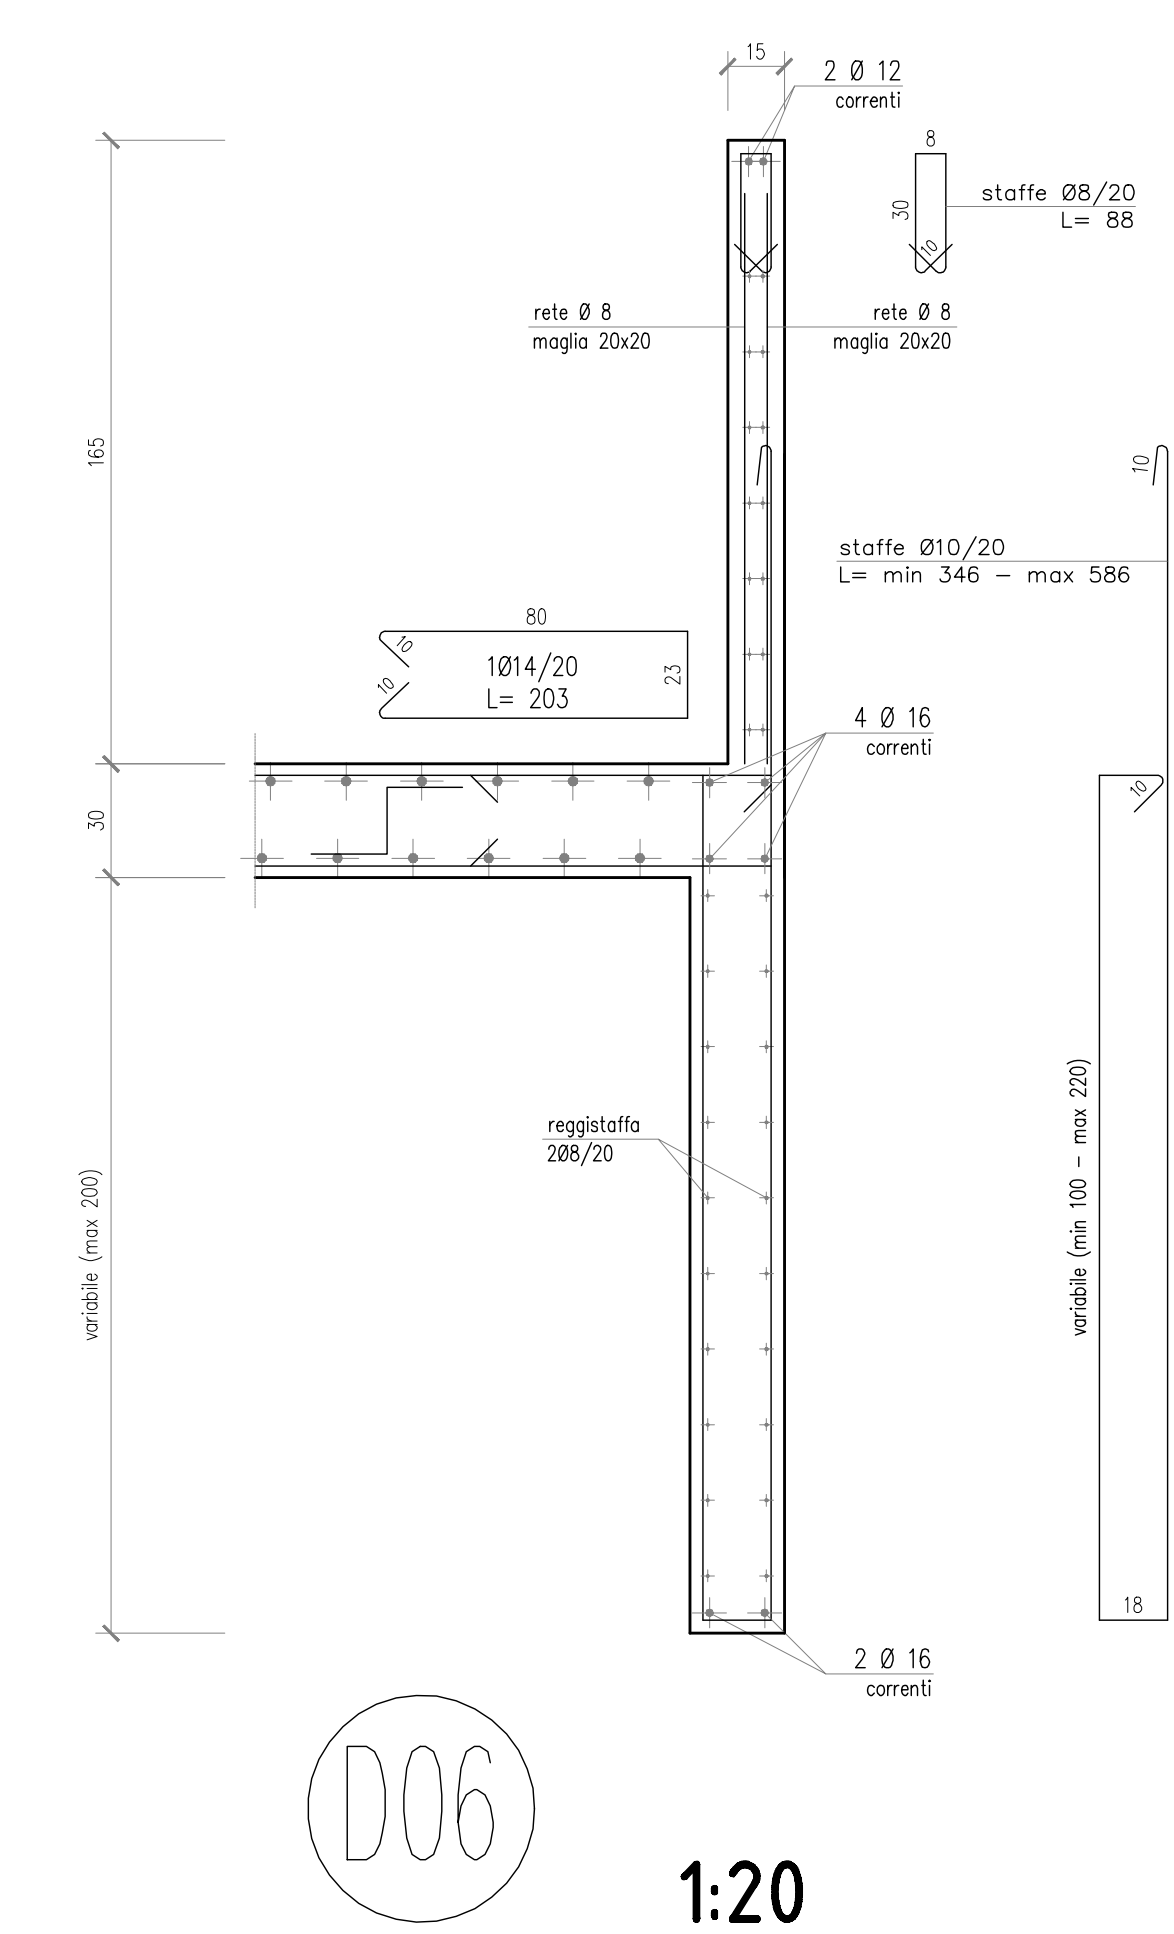 15
2 Ø 12
correnti
8
30
10
staffe Ø8/20
L= 88
rete Ø 8
maglia 20x20
rete Ø 8
maglia 20x20
165
10
staffe Ø10/20
L= min 346 - max 586
80
10
1Ø14/20
L= 203
10
23
4 Ø 16
correnti
30
10
variabile (min 100 - max 220)
reggistaffa
2Ø8/20
variabile (max 200)
18
2 Ø 16
correnti
D06
1:20